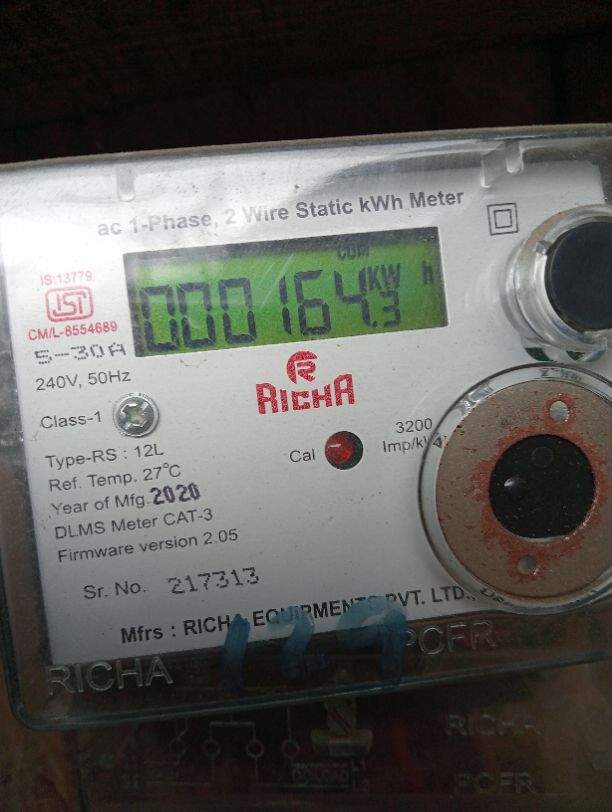 ac 1-Phase, 2 Wire Static kWh Meter
IS:13779
ISI
CM/L-8554689
CUM
000164.3 KW h
5-30A
240V, 50Hz
RICHA
Class-1
3200
Cal
Imp/k
Type-RS : 12L
Ref. Temp. 27°C
Year of Mfg. 2020
DLMS Meter CAT-3
Firmware version 2.05
Sr. No. 217313
Mfrs : RICHA EQUIPMENTS PVT. LTD.,
129
RICHA PCFR
RICHA
PCFR